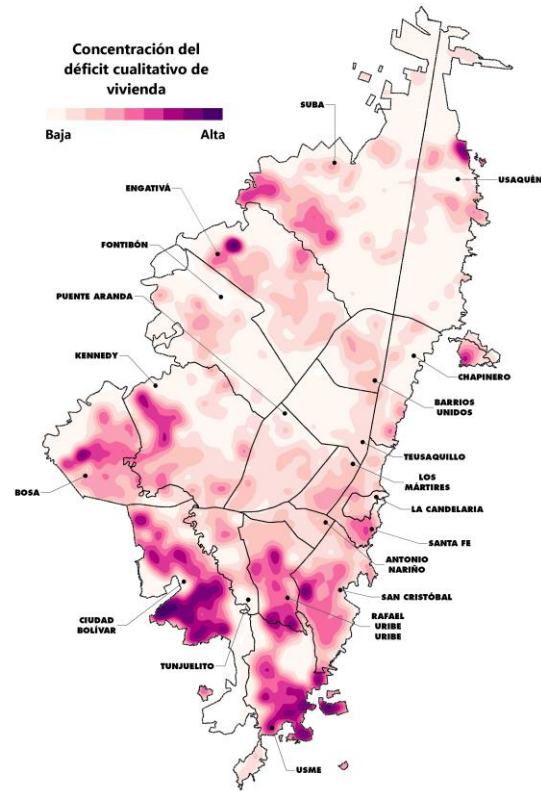 Concentración del
déficit cualitativo de
vivienda
Baja
Alta
SUBA
USAQUÉN
ENGATIVÁ
FONTIBÓN
PUENTE ARANDA
KENNEDY
CHAPINERO
BARRIOS
UNIDOS
TEUSAQUILLO
LOS
MÁRTIRES
BOSA
LA CANDELARIA
SANTA FE
ANTONIO
NARIÑO
SAN CRISTÓBAL
CIUDAD
BOLÍVAR
RAFAEL
URIBE
URIBE
TUNJUELITO
USME